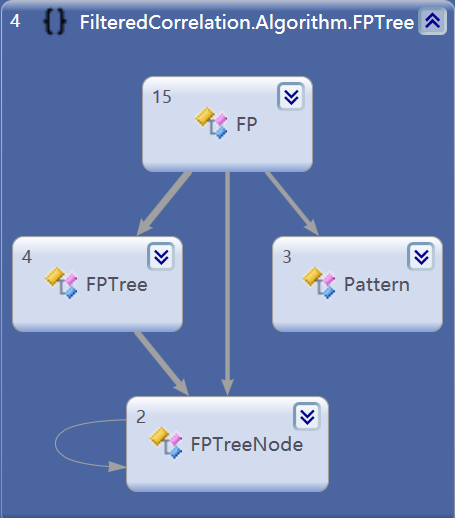 4 {} FilteredCorrelation.Algorithm.FPTree
15
FP
4
FPTree
3
Pattern
2
FPTreeNode